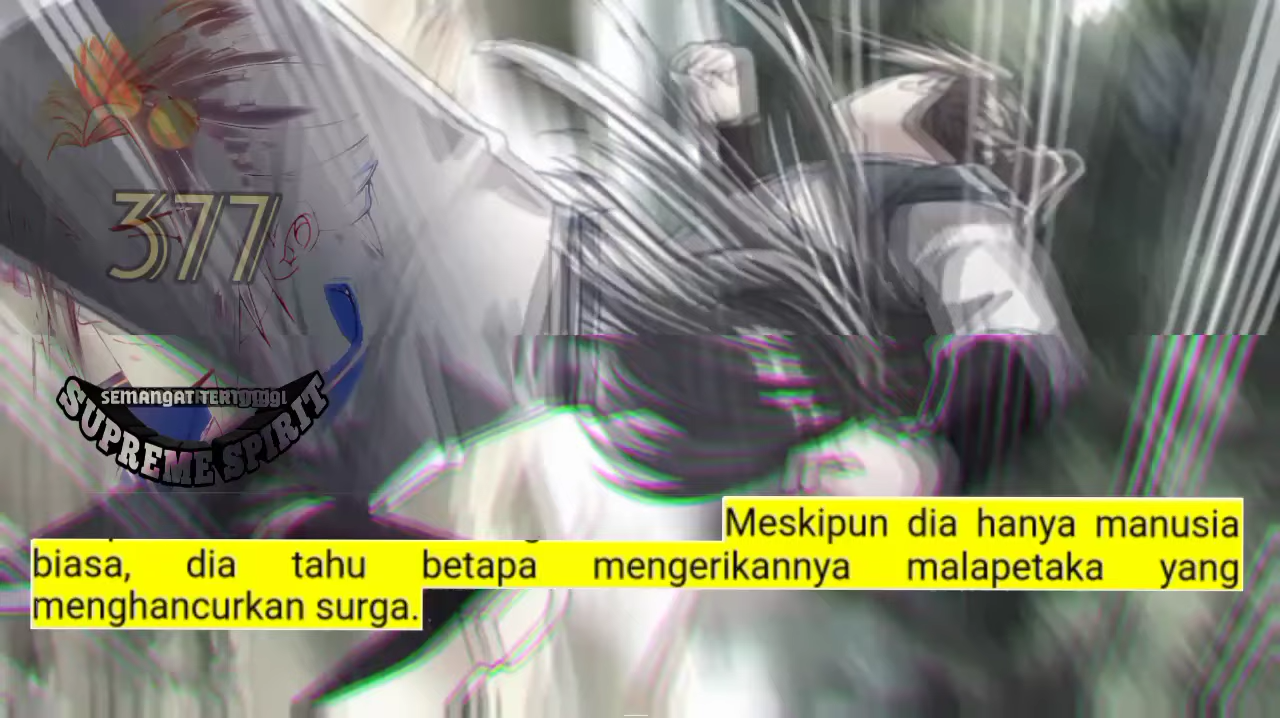 377
SEMANGAT TERTINGGI
SUPREME SPIRIT
Meskipun dia hanya manusia
biasa, dia tahu betapa mengerikannya malapetaka yang
menghancurkan surga.